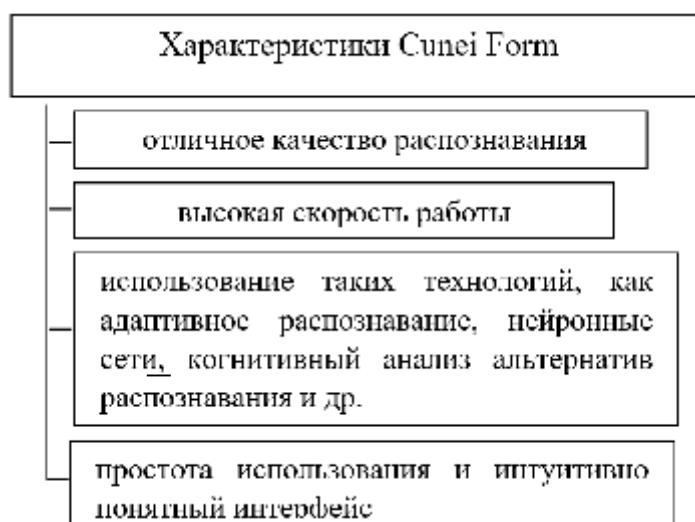 Характеристики Cunei Form
отличное качество распознавания
высокая скорость работы
использование таких технологий, как
адаптивное распознавание, нейронные
сети, когнитивный анализ альтернатив
распознавания и др.
простота использования и интуитивно
понятный интерфейс